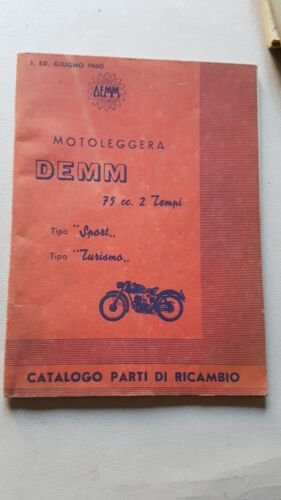 1. ED. GIUGNO 1960
DEMM
MOTOLEGGERA
DEMM
75 cc. 2 Tempi
Tipo "Sport„
Tipo "Turismo„
CATALOGO PARTI DI RICAMBIO